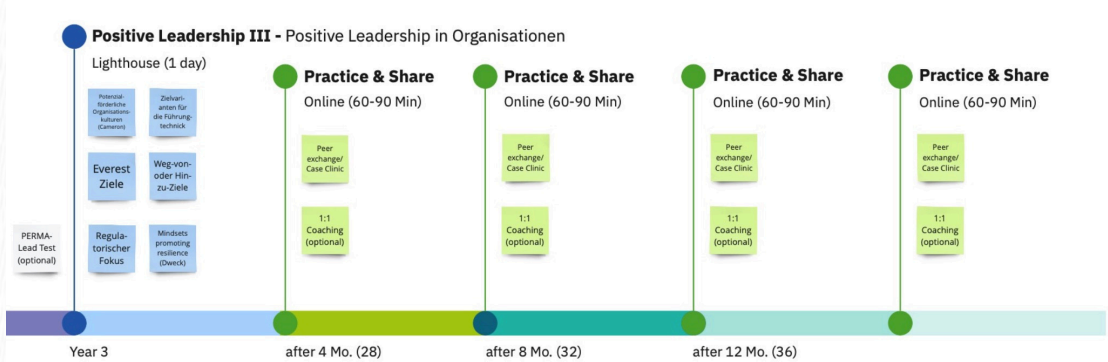 Positive Leadership III - Positive Leadership in Organisationen
Lighthouse (1 day)
Potenzial-
förderliche
Organisations-
kulturen
(Cameron)
Zielvari-
anten für
die Führung-
technick
Everest
Ziele
Weg-von-
oder Hin-
zu-Ziele
PERMA-
Lead Test
(optional)
Regula-
torischer
Fokus
Mindsets
promoting
resilience
(Dweck)
Practice & Share
Online (60-90 Min)
Peer
exchange/
Case Clinic
1:1
Coaching
(optional)
Practice & Share
Online (60-90 Min)
Peer
exchange/
Case Clinic
1:1
Coaching
(optional)
Practice & Share
Online (60-90 Min)
Peer
exchange/
Case Clinic
1:1
Coaching
(optional)
Practice & Share
Online (60-90 Min)
Peer
exchange/
Case Clinic
1:1
Coaching
(optional)
Year 3
after 4 Mo. (28)
after 8 Mo. (32)
after 12 Mo. (36)